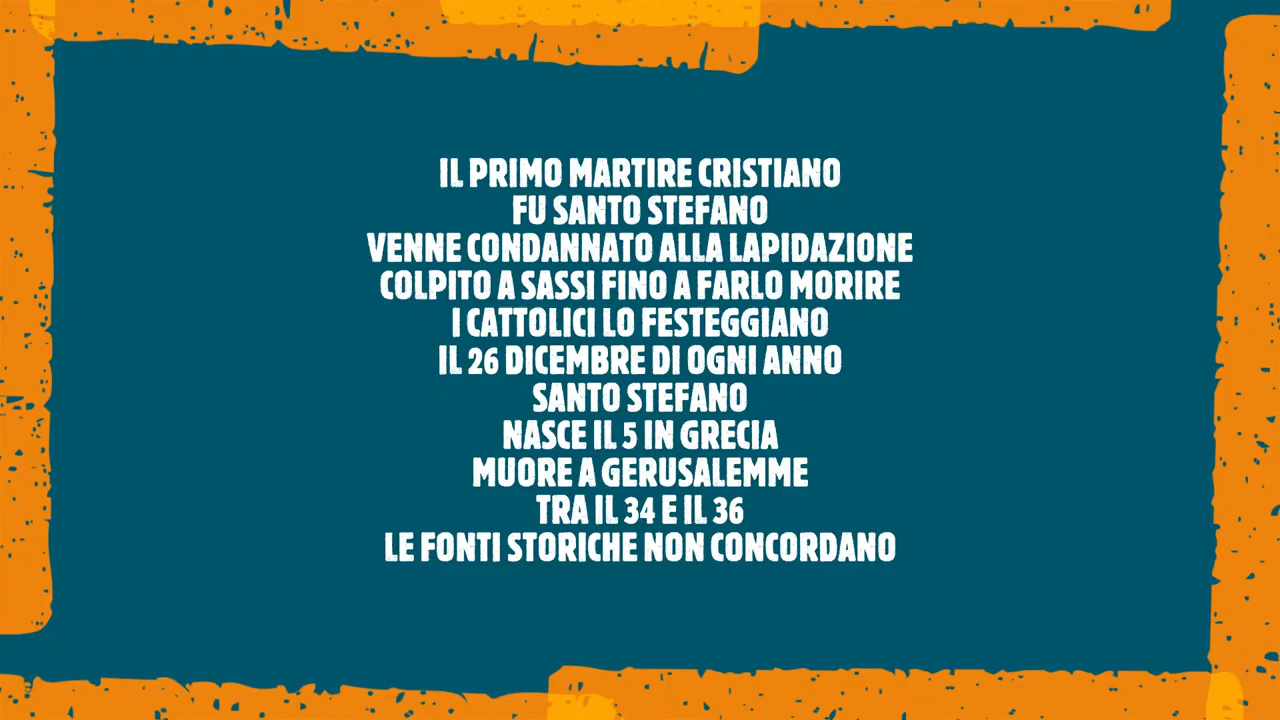 IL PRIMO MARTIRE CRISTIANO
FU SANTO STEFANO
VENNE CONDANNATO ALLA LAPIDAZIONE
COLPITO A SASSI FINO A FARLO MORIRE
I CATTOLICI LO FESTEGGIANO
IL 26 DICEMBRE DI OGNI ANNO
SANTO STEFANO
NASCE IL 5 IN GRECIA
MUORE A GERUSALEMME
TRA IL 34 E IL 36
LE FONTI STORICHE NON CONCORDANO